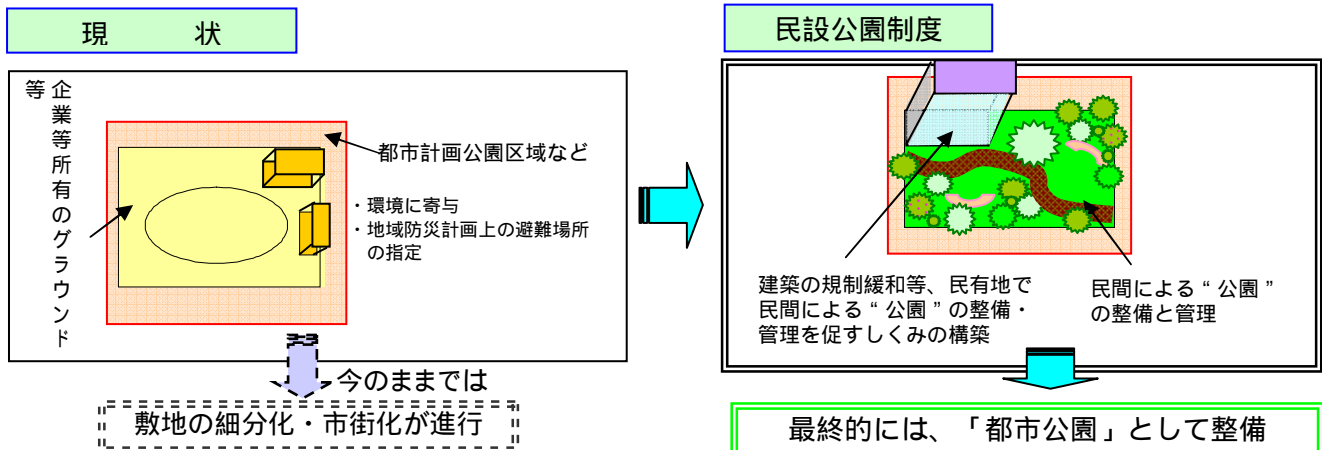 現　　　状
企業等所有のグラウンド
等
都市計画公園区域など
・環境に寄与
・地域防災計画上の避難場所
の指定
今のままでは
敷地の細分化・市街化が進行
民設公園制度
建築の規制緩和等、民有地で
民間による“公園”の整備・
管理を促すしくみの構築
民間による“公園”
の整備と管理
最終的には、「都市公園」として整備